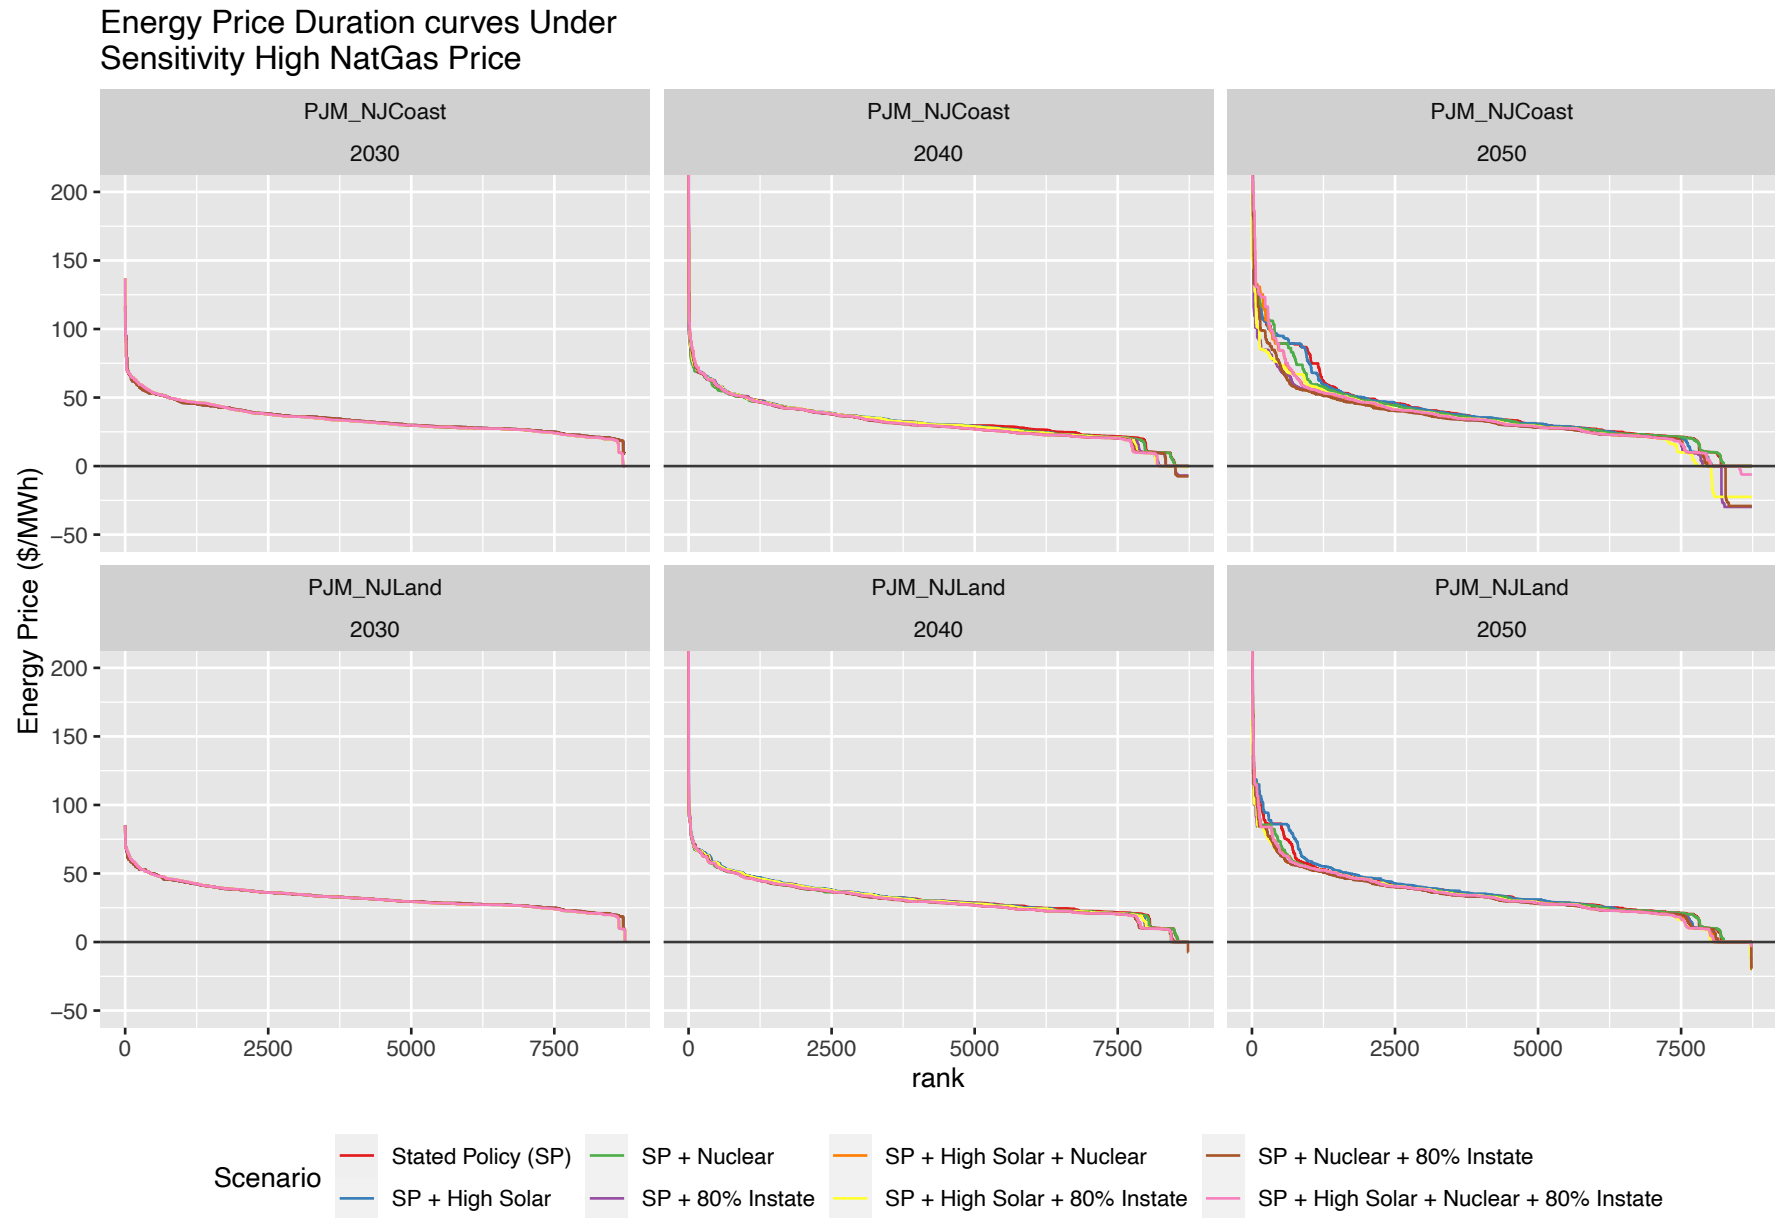 Energy Price Duration curves Under
Sensitivity High NatGas Price
PJM_NJCoast
2030
PJM_NJCoast
2040
PJM_NJCoast
2050
200
150
100
50
0
−50
PJM_NJLand
2030
PJM_NJLand
2040
PJM_NJLand
2050
200
150
100
50
0
−50
Energy Price ($/MWh)
0 2500 5000 7500
0 2500 5000 7500
0 2500 5000 7500
rank
Scenario
Stated Policy (SP)
SP + High Solar
SP + Nuclear
SP + 80% Instate
SP + High Solar + Nuclear
SP + High Solar + 80% Instate
SP + Nuclear + 80% Instate
SP + High Solar + Nuclear + 80% Instate